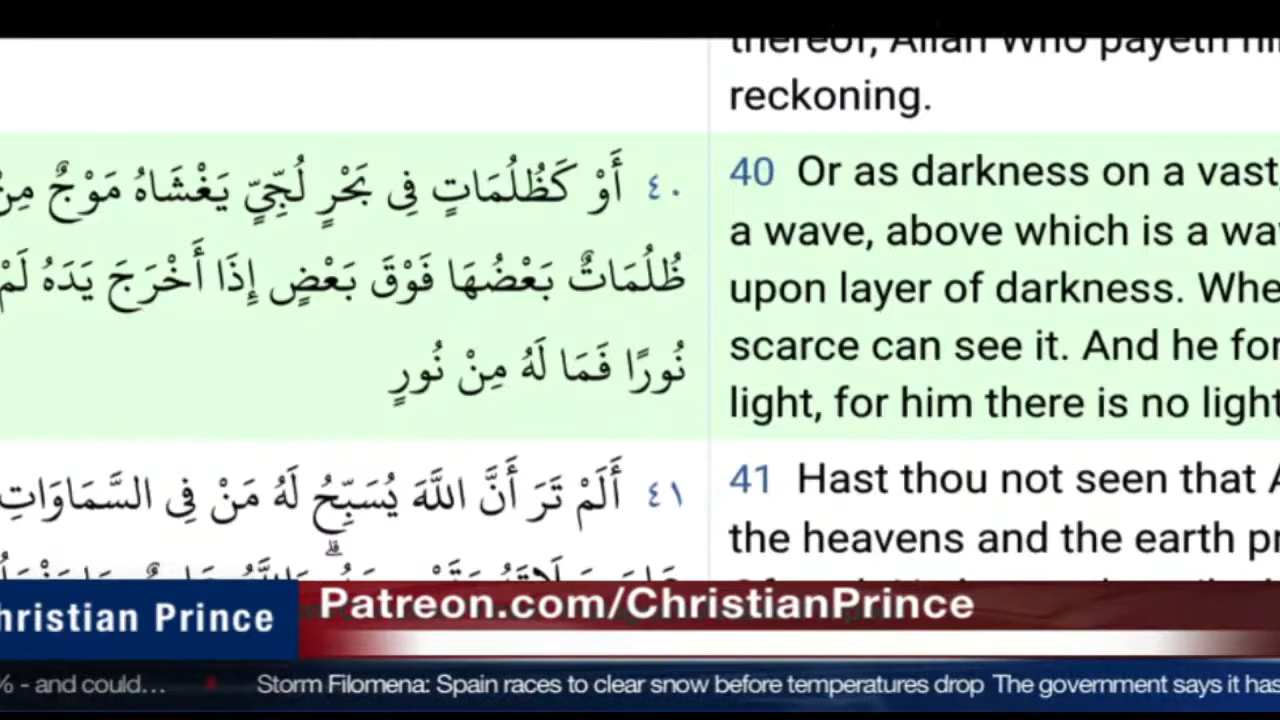 thereof, Allah Who payeth
reckoning.
٤٠ أَوْ كَظُلُمَاتٍ فِى بَحْرٍ لُجِّىٍّ يَغْشَاهُ مَوْجٌ مِنْ
ظُلُمَاتٌ بَعْضُهَا فَوْقَ بَعْضٍ إِذَا أَخْرَجَ يَدَهُ لَمْ
نُورًا فَمَا لَهُ مِنْ نُورٍ
40 Or as darkness on a vast,
a wave, above which is a wa
upon layer of darkness. Whe
scarce can see it. And he for
light, for him there is no light
٤١ أَلَمْ تَرَ أَنَّ اللَّهَ يُسَبِّحُ لَهُ مَنْ فِى السَّمَاوَاتِ
41 Hast thou not seen that A
the heavens and the earth pr
hristian Prince
Patreon.com/ChristianPrince
% - and could… Storm Filomena: Spain races to clear snow before temperatures drop The government says it has